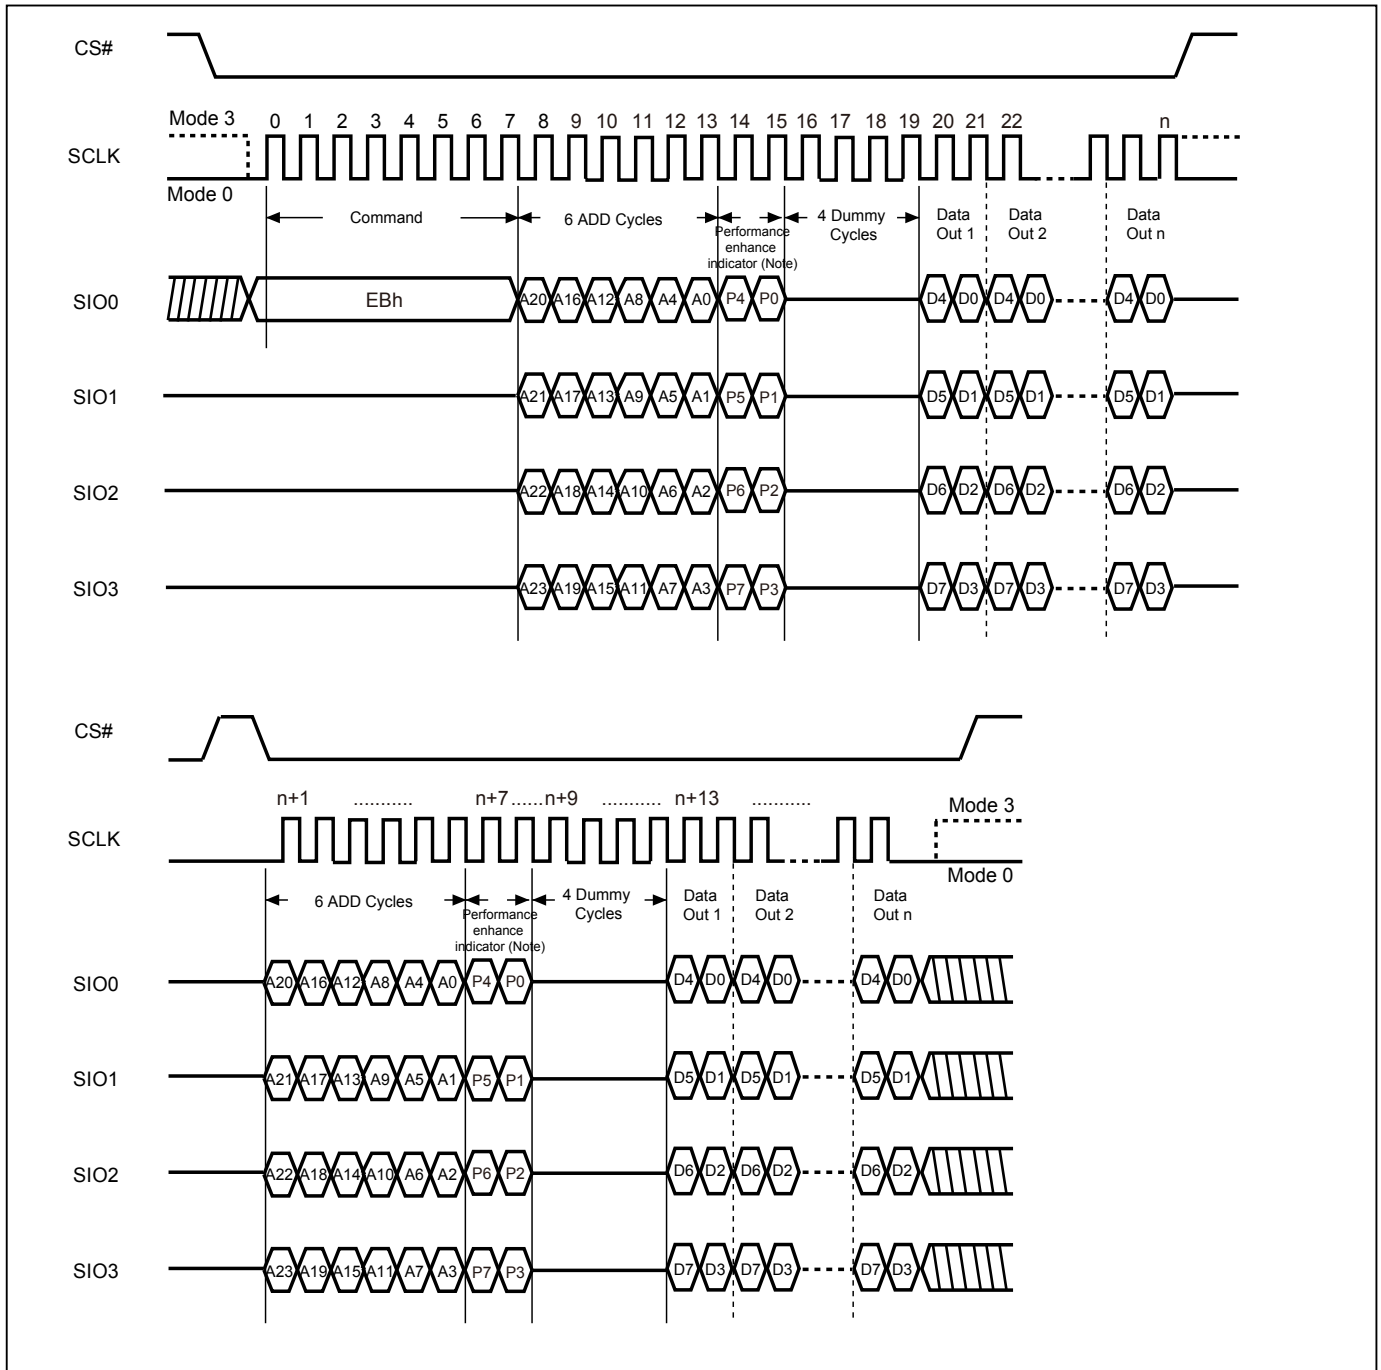 CS#
Mode 3
0 1 2 3 4 5 6 7 8 9 10 11 12 13 14 15 16 17 18 19 20 21 22 n
SCLK
Mode 0
Command
6 ADD Cycles
Performance
enhance
indicator (Note)
4 Dummy
Cycles
Data
Out 1
Data
Out 2
Data
Out n
SIO0 EBh A20 A16 A12 A8 A4 A0 P4 P0 D4 D0 D4 D0 D4 D0
SIO1 A21 A17 A13 A9 A5 A1 P5 P1 D5 D1 D5 D1 D5 D1
SIO2 A22 A18 A14 A10 A6 A2 P6 P2 D6 D2 D6 D2 D6 D2
SIO3 A23 A19 A15 A11 A7 A3 P7 P3 D7 D3 D7 D3 D7 D3
CS#
n+1 ........... n+7 ...... n+9 ........... n+13 ...........
Mode 3
SCLK
Mode 0
6 ADD Cycles
Performance
enhance
indicator (Note)
4 Dummy
Cycles
Data
Out 1
Data
Out 2
Data
Out n
SIO0 A20 A16 A12 A8 A4 A0 P4 P0 D4 D0 D4 D0 D4 D0
SIO1 A21 A17 A13 A9 A5 A1 P5 P1 D5 D1 D5 D1 D5 D1
SIO2 A22 A18 A14 A10 A6 A2 P6 P2 D6 D2 D6 D2 D6 D2
SIO3 A23 A19 A15 A11 A7 A3 P7 P3 D7 D3 D7 D3 D7 D3